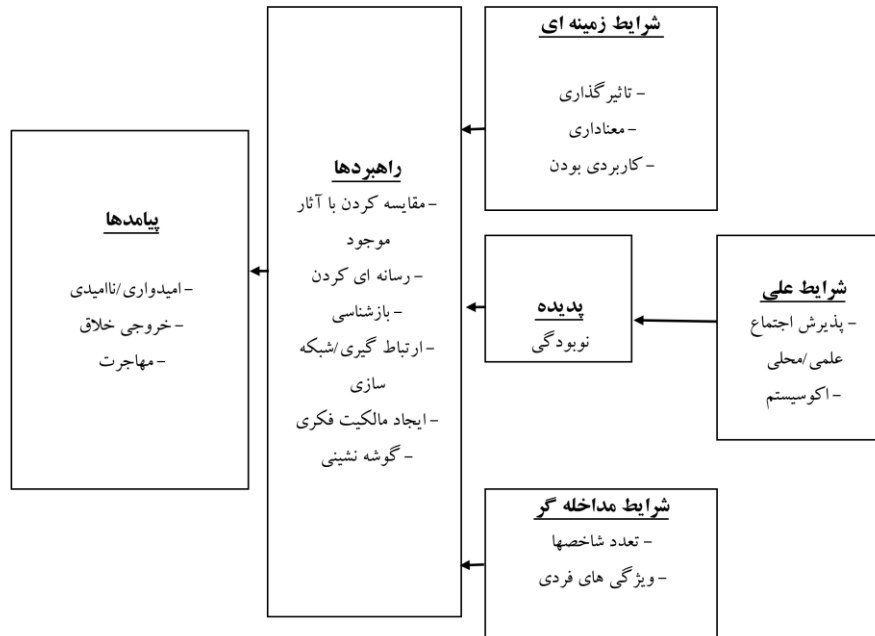 شرایط زمینه ای
- تاثیرگذاری
- معناداری
- کاربردی بودن
شرایط علی
- پذیرش اجتماع
علمی/محلی
- اکوسیستم
پدیده
نوبودگی
شرایط مداخله گر
- تعدد شاخصها
- ویژگی های فردی
راهبردها
- مقایسه کردن با آثار
موجود
- رسانه ای کردن
- بازشناسی
- ارتباط گیری/شبکه
سازی
- ایجاد مالکیت فکری
- گوشه نشینی
پیامدها
- امیدواری/ناامیدی
- خروجی خلاق
- مهاجرت